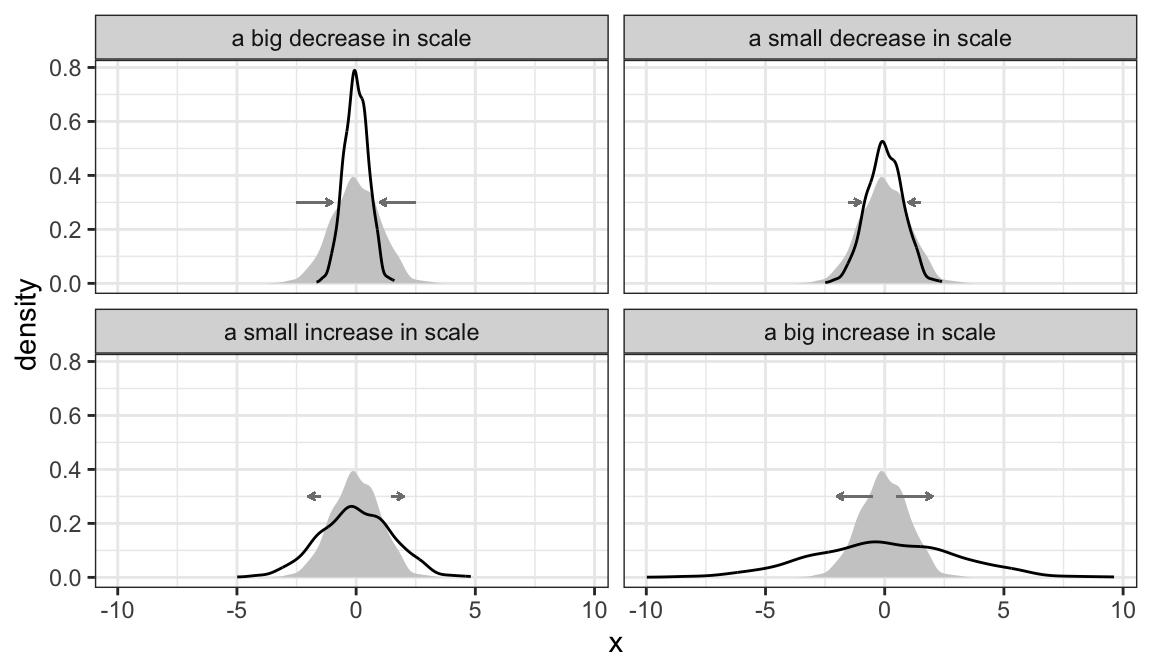 a big decrease in scale
a small decrease in scale
0.8
0.6
0.4
0.2
0.0
density
a small increase in scale
a big increase in scale
0.8
0.6
0.4
0.2
0.0
-10 -5 0 5 10
-10 -5 0 5 10
x